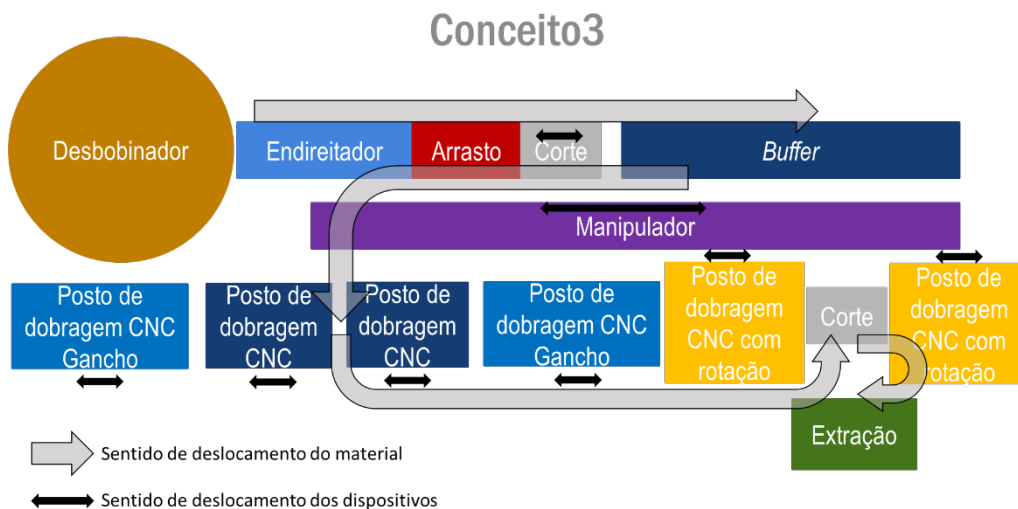 Conceito3
Desbobinador
Endireitador
Arrasto
Corte
Buffer
Manipulador
Posto de
dobragem CNC
Gancho
Posto de
dobragem
CNC
Posto de
dobragem
CNC
Posto de
dobragem CNC
Gancho
Posto de
dobragem
CNC com
rotação
Corte
Posto de
dobragem
CNC com
rotação
Extração
Sentido de deslocamento do material
Sentido de deslocamento dos dispositivos